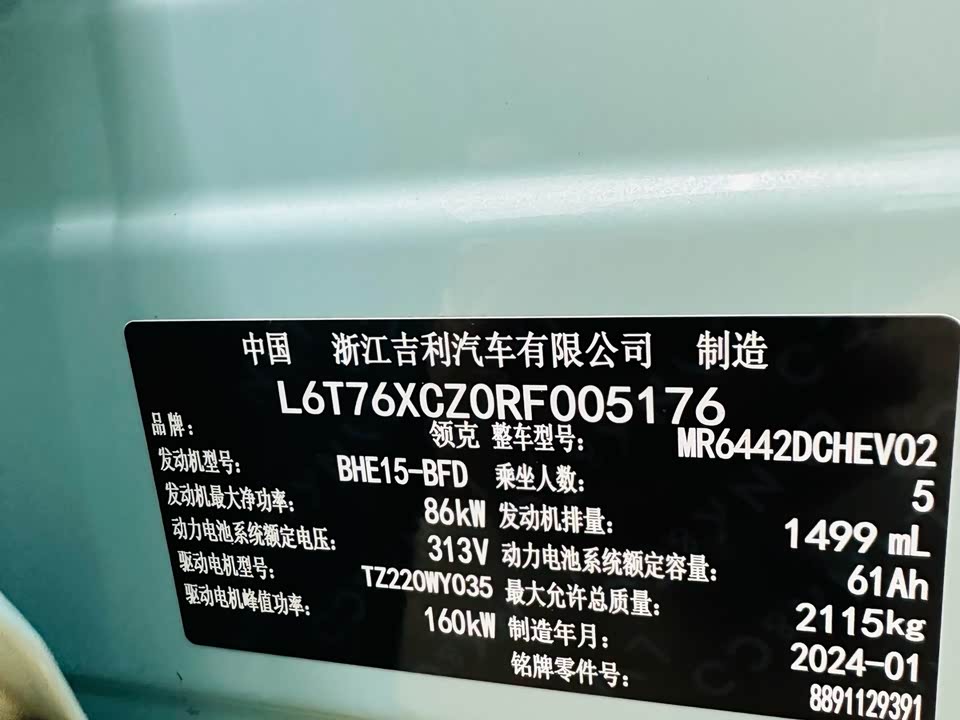 中国 浙江吉利汽车有限公司 制造
L6T76XCZ0RF005176
品牌: 领克 整车型号: MR6442DCHEV02
发动机型号: BHE15-BFD 乘坐人数: 5
发动机最大净功率: 86kW 发动机排量: 1499 mL
动力电池系统额定电压: 313V 动力电池系统额定容量: 61Ah
驱动电机型号: TZ220WY035 最大允许总质量: 2115kg
驱动电机峰值功率: 160kW 制造年月: 2024-01
铭牌零件号: 8891129391